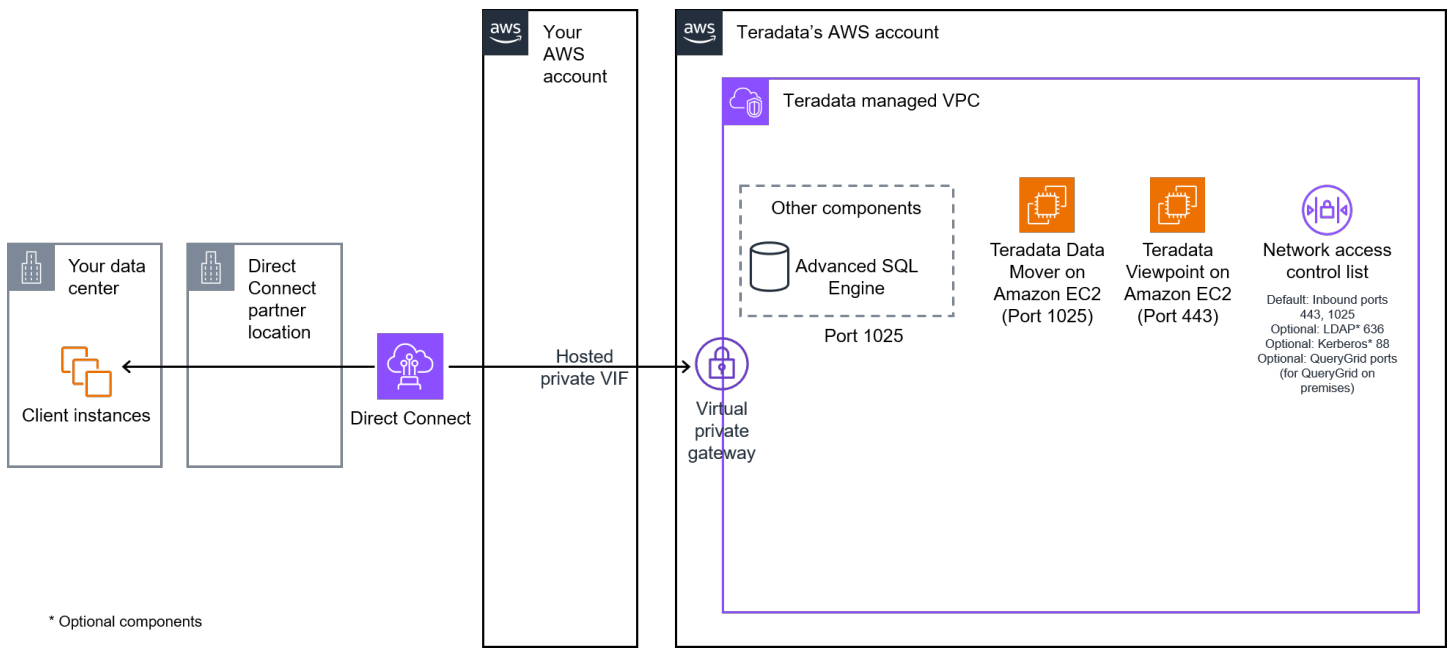 aws
Your
AWS
account
aws
Teradata's AWS account
Teradata managed VPC
Other components
Advanced SQL
Engine
Port 1025
Teradata Data
Mover on
Amazon EC2
(Port 1025)
Teradata
Viewpoint on
Amazon EC2
(Port 443)
Network access
control list
Default: Inbound ports
443, 1025
Optional: LDAP* 636
Optional: Kerberos* 88
Optional: QueryGrid ports
(for QueryGrid on
premises)
Your data
center
Client instances
Direct
Connect
partner
location
Direct Connect
Hosted
private VIF
Virtual
private
gateway
* Optional components